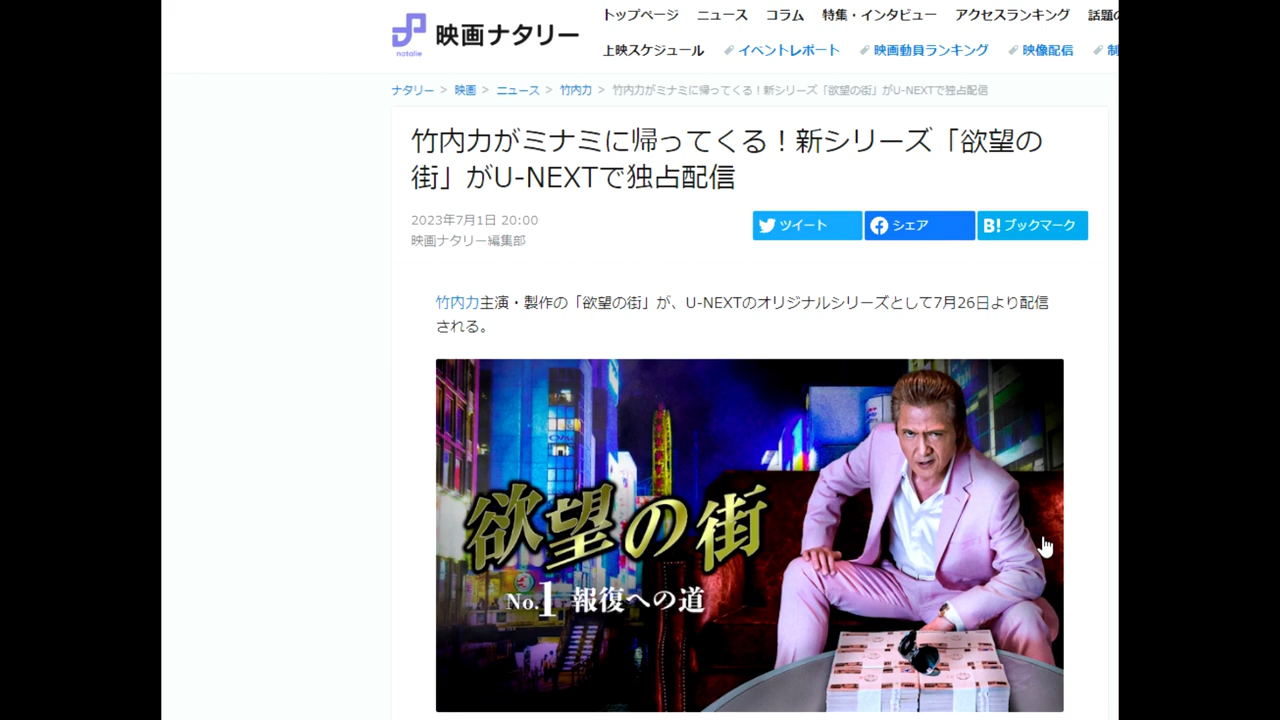 natalie
映画ナタリー
トップページ ニュース コラム 特集・インタビュー アクセスランキング 話題の
上映スケジュール イベントレポート 映画動員ランキング 映像配信 制
ナタリー > 映画 > ニュース > 竹内力 > 竹内力がミナミに帰ってくる！新シリーズ「欲望の街」がU-NEXTで独占配信
竹内力がミナミに帰ってくる！新シリーズ「欲望の
街」がU-NEXTで独占配信
2023年7月1日 20:00
映画ナタリー編集部
ツイート シェア B!ブックマーク
竹内力主演・製作の「欲望の街」が、U-NEXTのオリジナルシリーズとして7月26日より配信
される。
欲望の街
No.1 報復への道